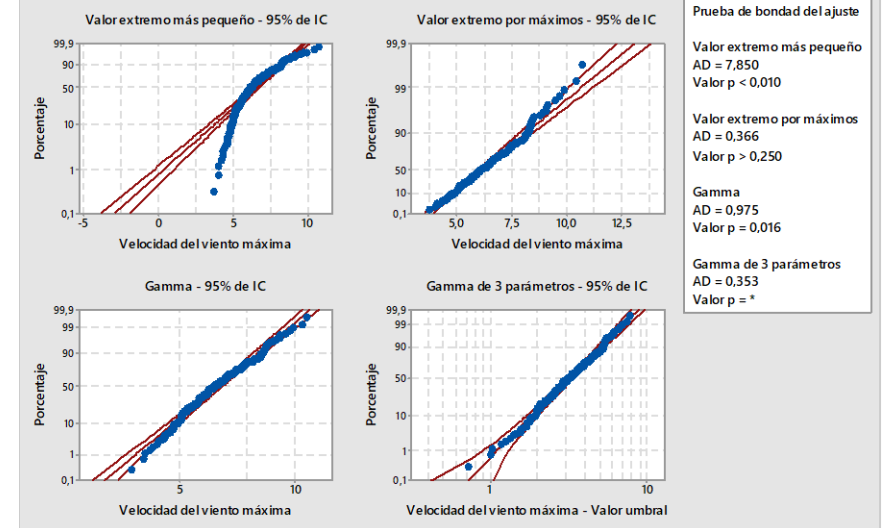 Valor extremo más pequeño - 95% de IC
99,9
90
50
10
1
0,1
Porcentaje
-5
0
5
10
Velocidad del viento máxima
Valor extremo por máximos - 95% de IC
99,9
99
90
50
10
0,1
Porcentaje
5,0
7,5
10,0
12,5
Velocidad del viento máxima
Prueba de bondad del ajuste
Valor extremo más pequeño
AD = 7,850
Valor p < 0,010
Valor extremo por máximos
AD = 0,366
Valor p > 0,250
Gamma
AD = 0,975
Valor p = 0,016
Gamma de 3 parámetros
AD = 0,353
Valor p = *
Gamma - 95% de IC
99,9
99
90
50
10
1
0,1
Porcentaje
5
10
Velocidad del viento máxima
Gamma de 3 parámetros - 95% de IC
99,9
99
90
50
10
1
0,1
Porcentaje
1
10
Velocidad del viento máxima - Valor umbral